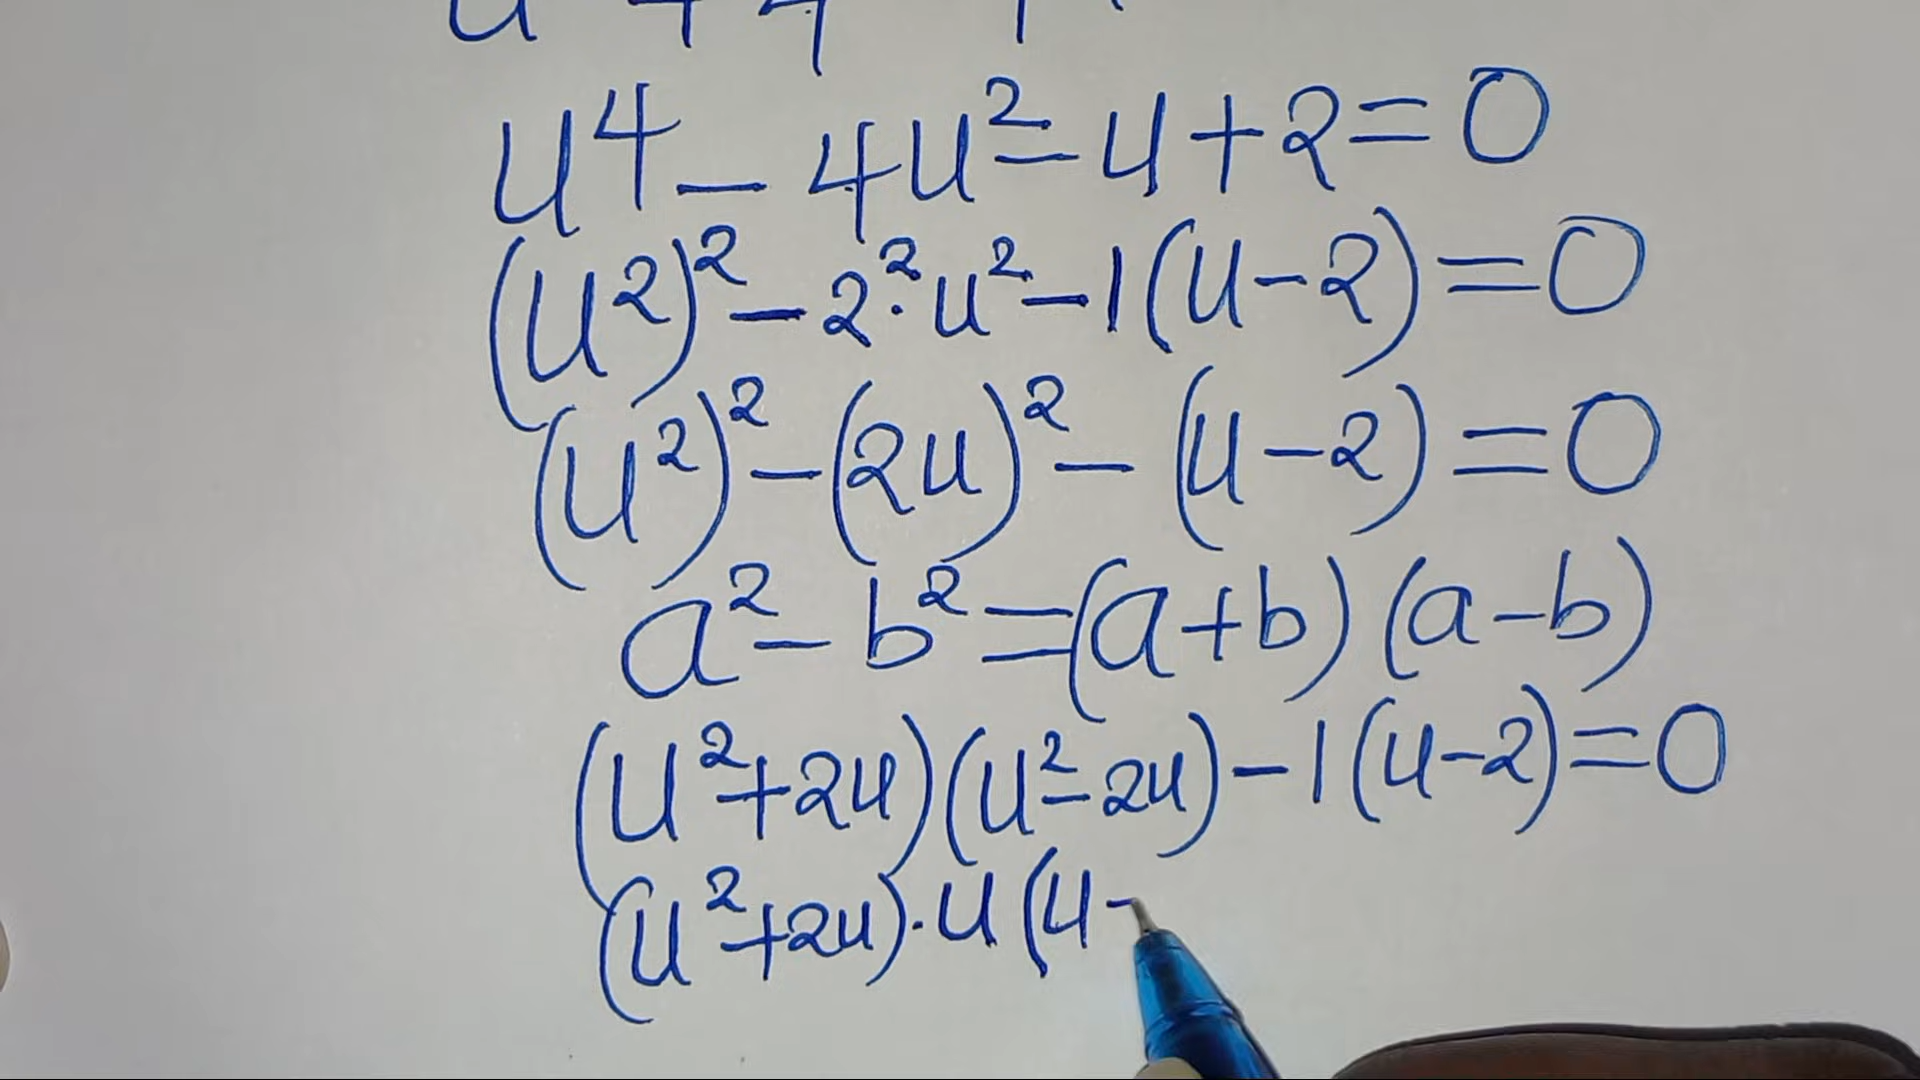 u⁴ - 4u² - u + 2 = 0
(u²)² - 2²·u² - 1(u - 2) = 0
(u²)² - (2u)² - (u - 2) = 0
a² - b² = (a + b)(a - b)
(u² + 2u)(u² - 2u) - 1(u - 2) = 0
(u² + 2u)·u(u -